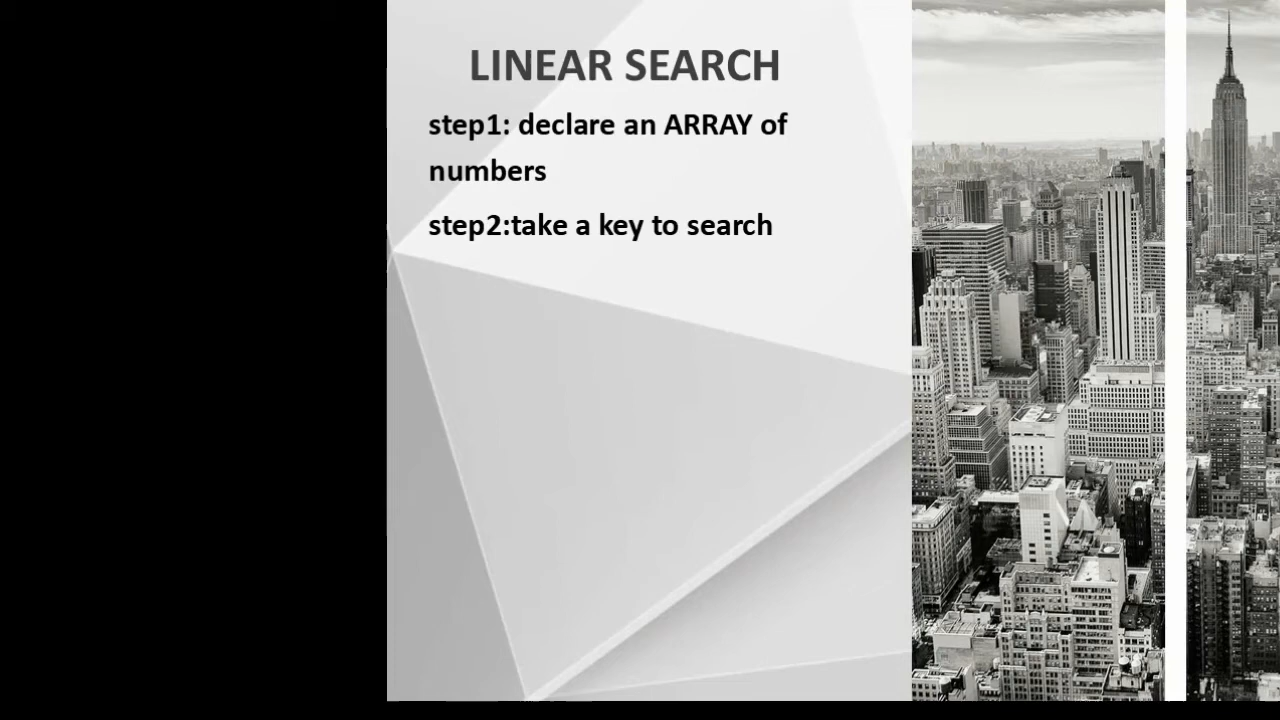 LINEAR SEARCH
step1: declare an ARRAY of
numbers
step2:take a key to search